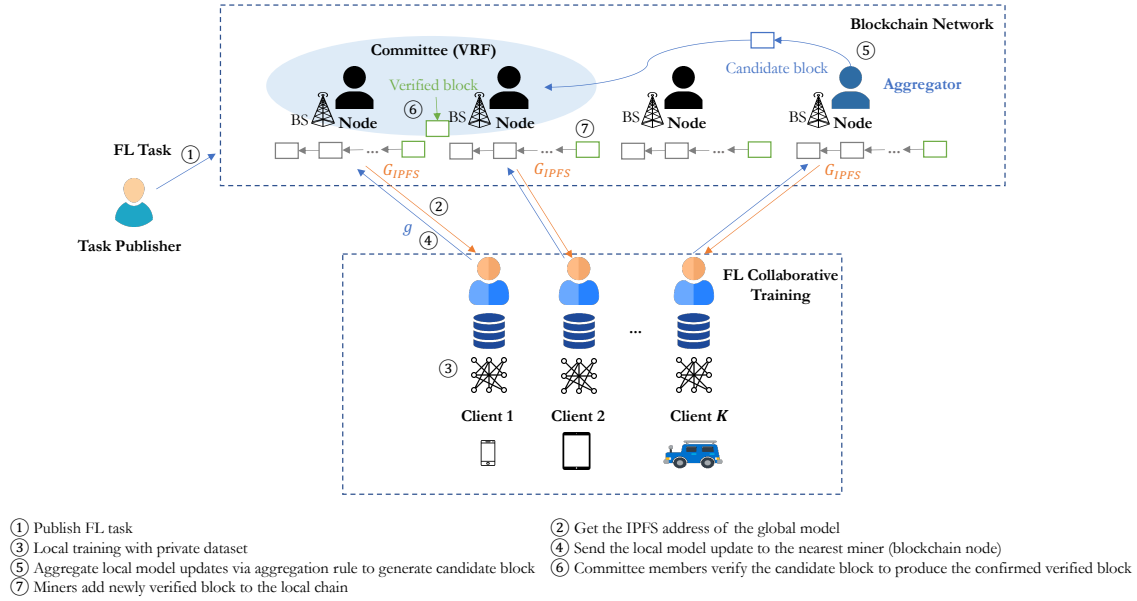 Blockchain Network
Committee (VRF)
⑤
Candidate block
Verified block
Aggregator
⑥
BS
BS
BS
BS
Node
Node
Node
Node
⑦
FL Task
①
...
...
...
...
G_IPFS
G_IPFS
G_IPFS
②
Task Publisher
g
④
FL Collaborative
Training
...
③
Client 1
Client 2
Client K
① Publish FL task
② Get the IPFS address of the global model
③ Local training with private dataset
④ Send the local model update to the nearest miner (blockchain node)
⑤ Aggregate local model updates via aggregation rule to generate candidate block
⑥ Committee members verify the candidate block to produce the confirmed verified block
⑦ Miners add newly verified block to the local chain